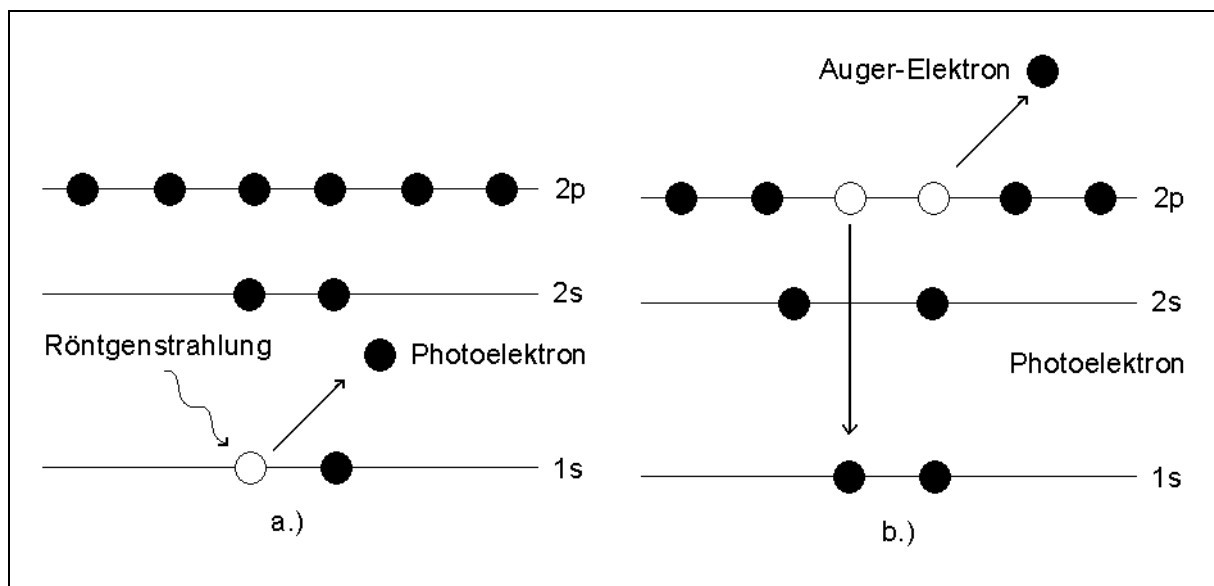 2p
2s
Röntgenstrahlung
Photoelektron
1s
a.)
Auger-Elektron
2p
2s
Photoelektron
1s
b.)